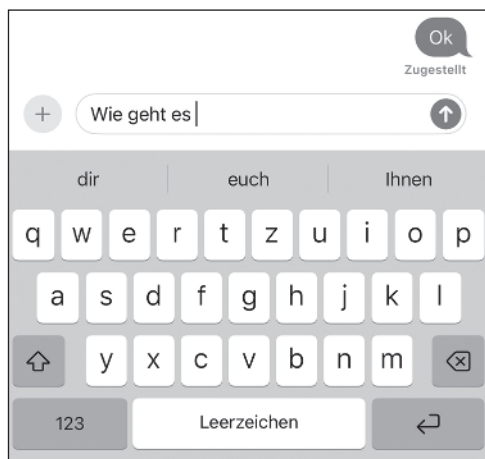 Ok
Zugestellt
+ Wie geht es
dir euch Ihnen
q w e r t z u i o p
a s d f g h j k l
y x c v b n m
123 Leerzeichen